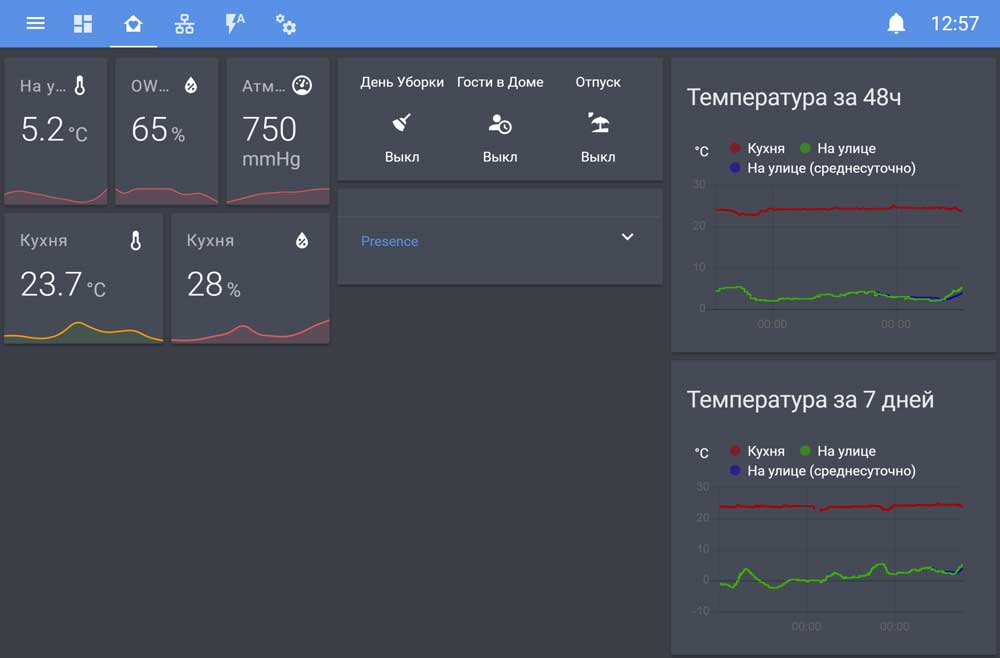 12:57
На у...
5.2 °C
OW...
65 %
Атм...
750
mmHg
Кухня
23.7 °C
Кухня
28 %
День Уборки Гости в Доме Отпуск
Выкл Выкл Выкл
Presence
Температура за 48ч
°C
Кухня На улице
На улице (среднесуточно)
30
20
10
0
00:00 00:00
Температура за 7 дней
°C
Кухня На улице
На улице (среднесуточно)
30
20
10
0
-10
00:00 00:00